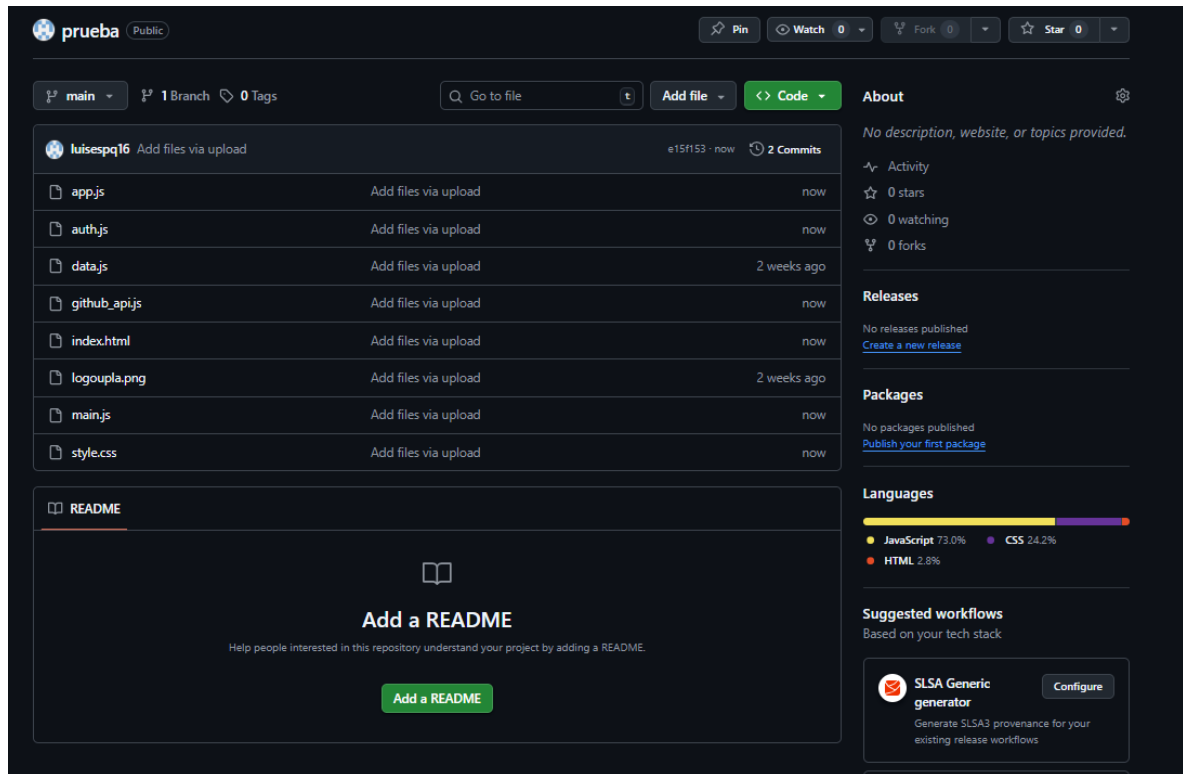 prueba Public Pin Watch 0 Fork 0 Star 0
main 1 Branch 0 Tags Go to file t Add file Code
luisespq16 Add files via upload e15f153 · now 2 Commits
app.js Add files via upload now
auth.js Add files via upload now
data.js Add files via upload 2 weeks ago
github_api.js Add files via upload now
index.html Add files via upload now
logoupla.png Add files via upload 2 weeks ago
main.js Add files via upload now
style.css Add files via upload now
README
Add a README
Help people interested in this repository understand your project by adding a README.
Add a README
About
No description, website, or topics provided.
Activity
0 stars
0 watching
0 forks
Releases
No releases published
Create a new release
Packages
No packages published
Publish your first package
Languages
JavaScript 73.0% CSS 24.2%
HTML 2.8%
Suggested workflows
Based on your tech stack
SLSA Generic
generator
Configure
Generate SLSA3 provenance for your
existing release workflows